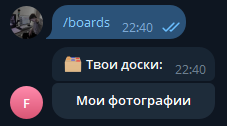 /boards 22:40
🗂 Твои доски: 22:40
F Мои фотографии